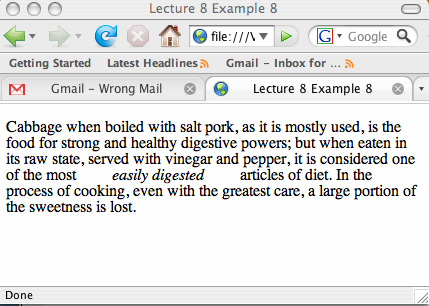 Lecture 8 Example 8
file:///\
G Google
Getting Started Latest Headlines Gmail - Inbox for ...
Gmail - Wrong Mail Lecture 8 Example 8
Cabbage when boiled with salt pork, as it is mostly used, is the
food for strong and healthy digestive powers; but when eaten in
its raw state, served with vinegar and pepper, it is considered one
of the most easily digested articles of diet. In the
process of cooking, even with the greatest care, a large portion of
the sweetness is lost.
Done